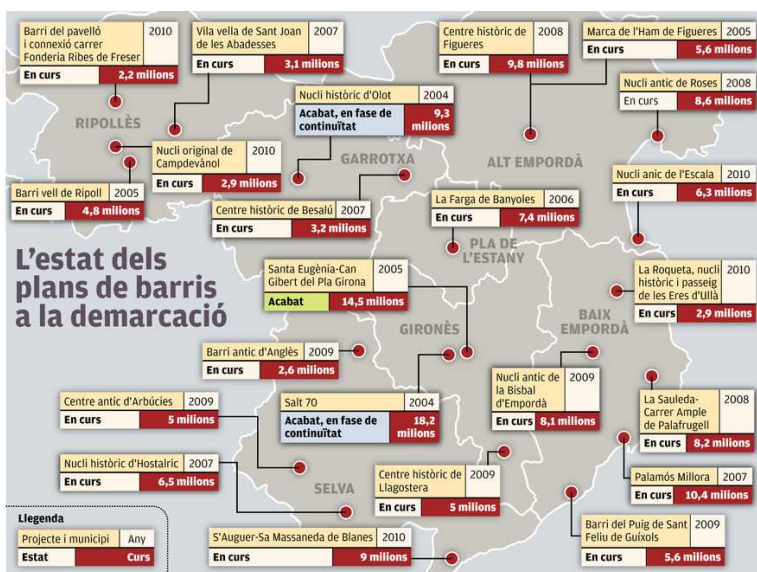 Barri del pavelló
i connexió carrer
Fonderia Ribes de Freser
2010
En curs
2,2 milions
Vila vella de Sant Joan
de les Abadesses
2007
En curs
3,1 milions
Centre històric de
Figueres
2008
En curs
9,8 milions
Marca de l'Ham de Figueres
2005
En curs
5,6 milions
Nucli històric d'Olot
2004
Acabat, en fase de
continuïtat
9,3
milions
Nucli antic de Roses
2008
En curs
8,6 milions
RIPOLLÈS
Nucli original de
Campdevànol
2010
En curs
2,9 milions
GARROTXA
ALT EMPORDÀ
Nucli anic de l'Escala
2010
En curs
6,3 milions
Barri vell de Ripoll
2005
En curs
4,8 milions
Centre històric de Besalú
2007
En curs
3,2 milions
La Farga de Banyoles
2006
En curs
7,4 milions
PLA DE
L'ESTANY
L'estat dels
plans de barris
a la demarcació
Santa Eugènia-Can
Gibert del Pla Girona
2005
Acabat
14,5 milions
La Roqueta, nucli
històric i passeig
de les Eres d'Ullà
2010
En curs
2,9 milions
GIRONÈS
BAIX
EMPORDÀ
Barri antic d'Anglès
2009
En curs
2,6 milions
Nucli antic de
la Bisbal
d'Empordà
2009
En curs
8,1 milions
Centre antic d'Arbúcies
2009
En curs
5 milions
Salt 70
2004
Acabat, en fase de
continuïtat
18,2
milions
La Sauleda-
Carrer Ample
de Palafrugell
2008
En curs
8,2 milions
Nucli històric d'Hostalric
2007
En curs
6,5 milions
SELVA
Centre històric de
Llagostera
2009
En curs
5 milions
Palamós Millora
2007
En curs
10,4 milions
Llegenda
Projecte i municipi
Any
Estat
Curs
S'Auguer-Sa Massaneda de Blanes
2010
En curs
9 milions
Barri del Puig de Sant
Feliu de Guíxols
2009
En curs
5,6 milions